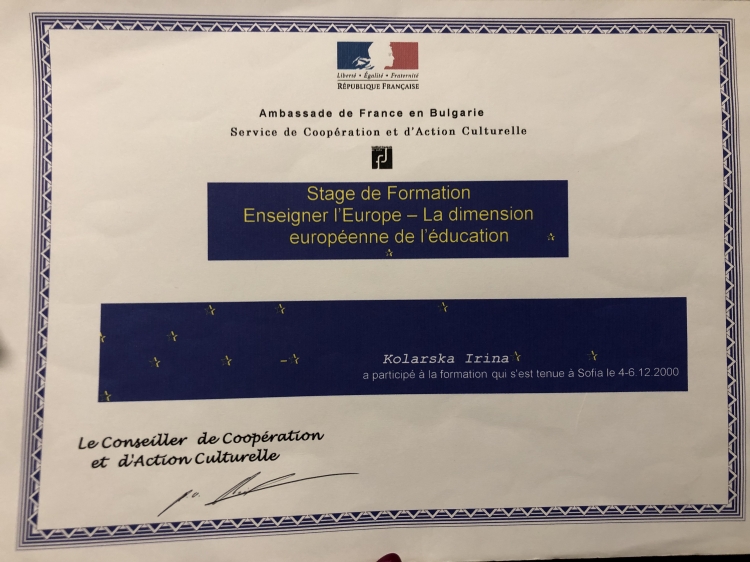 Liberté • Égalité • Fraternité
RÉPUBLIQUE FRANÇAISE
Ambassade de France en Bulgarie
Service de Coopération et d'Action Culturelle
Stage de Formation
Enseigner l'Europe – La dimension
européenne de l'éducation
Kolarska Irina
a participé à la formation qui s'est tenue à Sofia le 4-6.12.2000
Le Conseiller de Coopération
et d'Action Culturelle
p.o.